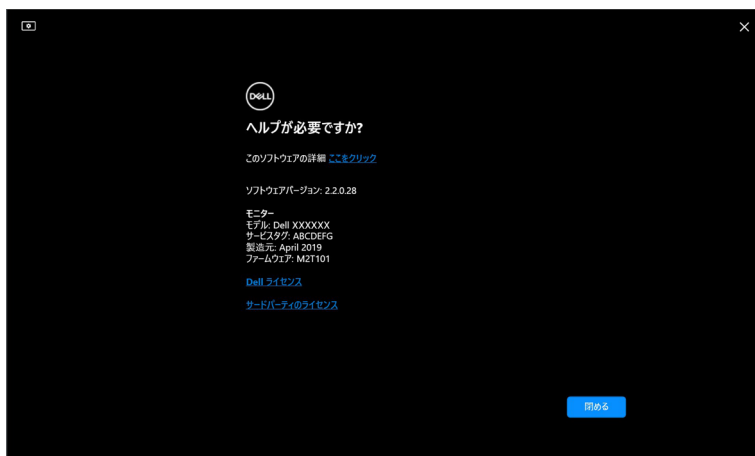 DELL
ヘルプが必要ですか?
このソフトウェアの詳細 ここをクリック
ソフトウェアバージョン: 2.2.0.28
モニター
モデル: Dell XXXXXX
サービスタグ: ABCDEFG
製造元: April 2019
ファームウェア: M2T101
Dell ライセンス
サードパーティのライセンス
閉める